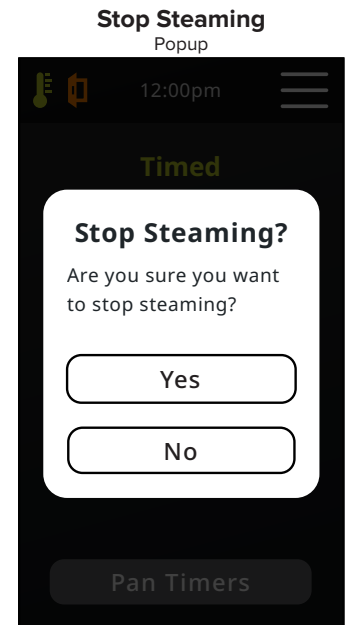 Stop Steaming
Popup
12:00pm
Timed
Stop Steaming?
Are you sure you want
to stop steaming?
Yes
No
Pan Timers